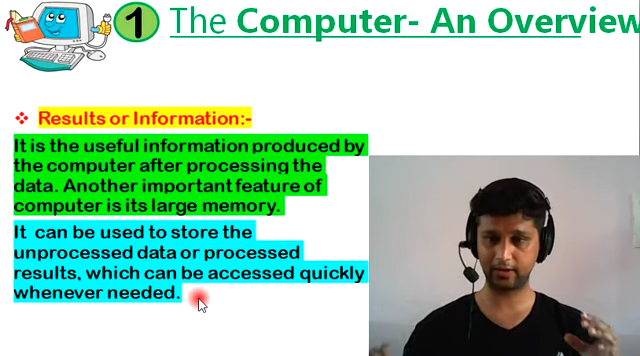 1 The Computer- An Overview
❖ Results or Information:-
It is the useful information produced by
the computer after processing the
data. Another important feature of
computer is its large memory.
It can be used to store the
unprocessed data or processed
results, which can be accessed quickly
whenever needed.